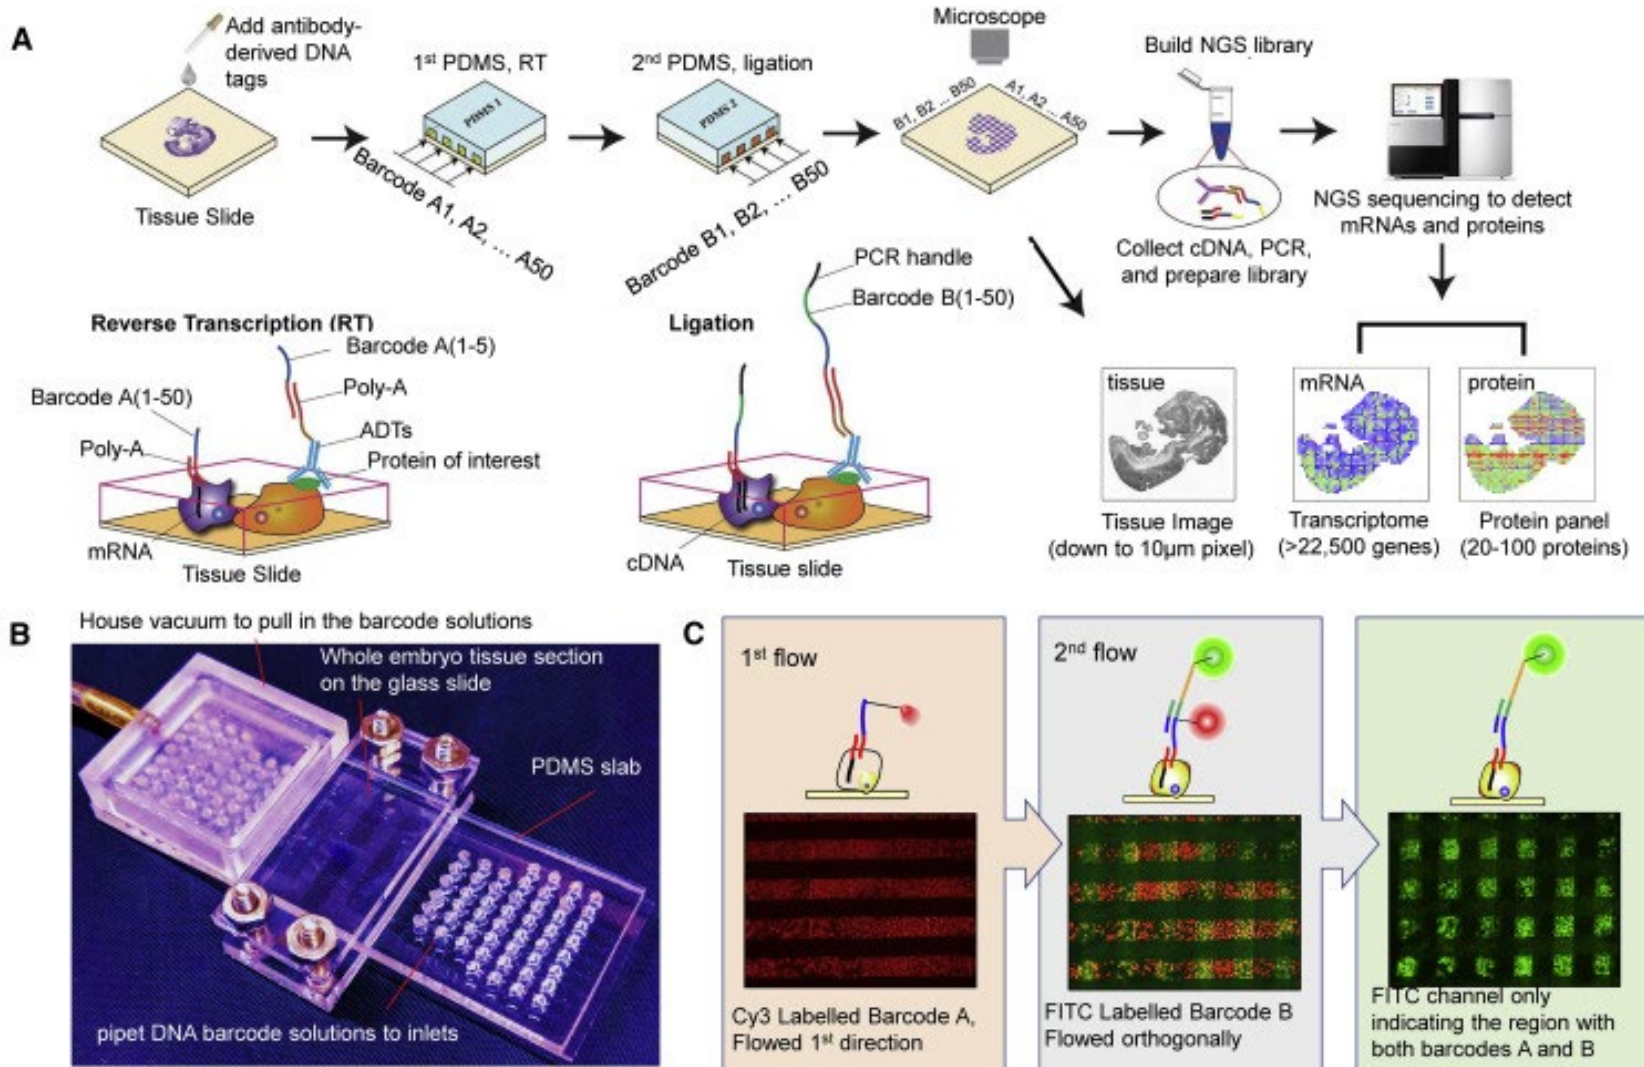 A
Add antibody-
derived DNA
tags
Tissue Slide
1st PDMS, RT
PDMS 1
Barcode A1, A2, ... A50
2nd PDMS, ligation
PDMS 2
Barcode B1, B2, ... B50
Microscope
B1, B2 ... B50
A1, A2 ... A50
Build NGS library
Collect cDNA, PCR,
and prepare library
NGS sequencing to detect
mRNAs and proteins
Reverse Transcription (RT)
Barcode A(1-5)
Barcode A(1-50)
Poly-A
Poly-A
ADTs
Protein of interest
mRNA
Tissue Slide
Ligation
PCR handle
Barcode B(1-50)
cDNA
Tissue slide
tissue
Tissue Image
(down to 10μm pixel)
mRNA
Transcriptome
(>22,500 genes)
protein
Protein panel
(20-100 proteins)
B
House vacuum to pull in the barcode solutions
Whole embryo tissue section
on the glass slide
PDMS slab
pipet DNA barcode solutions to inlets
C
1st flow
Cy3 Labelled Barcode A,
Flowed 1st direction
2nd flow
FITC Labelled Barcode B
Flowed orthogonally
FITC channel only
indicating the region with
both barcodes A and B